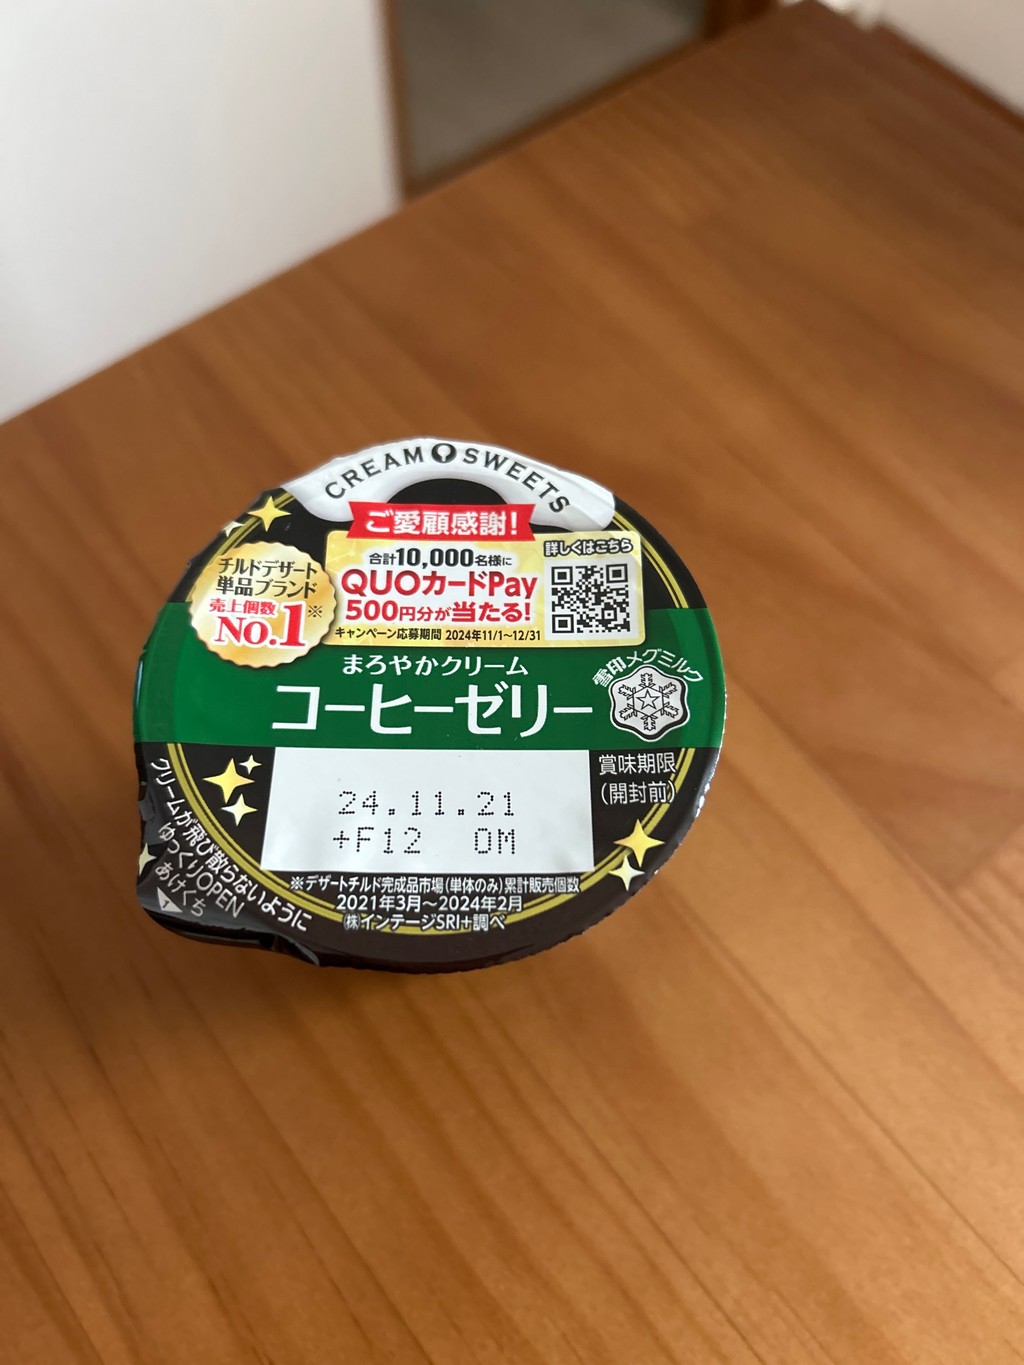 CREAM SWEETS
ご愛顧感謝!
合計10,000名様に
QUOカードPay
500円分が当たる!
キャンペーン応募期間 2024年11/1〜12/31
詳しくはこちら
チルドデザート
単品ブランド
売上個数
No.1※
まろやかクリーム
コーヒーゼリー
雪印メグミルク
賞味期限
(開封前)
24.11.21
+F12 OM
クリームが飛び散らないように
ゆっくりOPEN
あけくち
1
※デザートチルド完成品市場(単体のみ)累計販売個数
2021年3月〜2024年2月
㈱インテージSRI+調べ